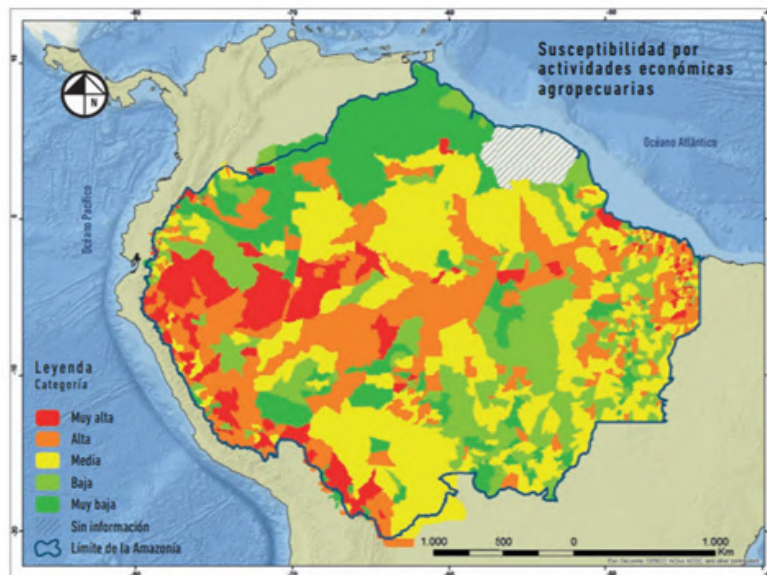 Susceptibilidad por
actividades económicas
agropecuarias
N
Océano Atlántico
Océano Pacífico
Leyenda
Categoría
Muy alta
Alta
Media
Baja
Muy baja
Sin información
Límite de la Amazonía
1.000 500 0 1.000
Km